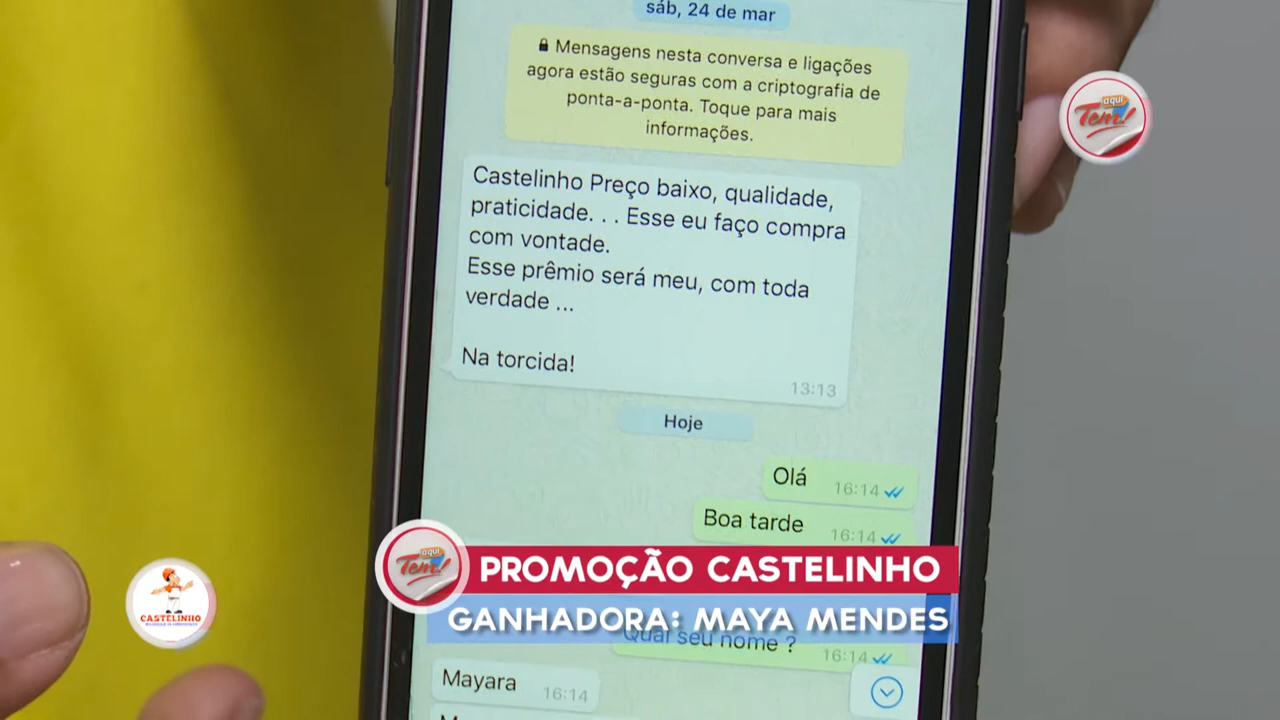 sáb, 24 de mar
Mensagens nesta conversa e ligações
agora estão seguras com a criptografia de
ponta-a-ponta. Toque para mais
informações.
aqui
Tem!
Castelinho Preço baixo, qualidade,
praticidade. . . Esse eu faço compra
com vontade.
Esse prêmio será meu, com toda
verdade ...
Na torcida!
13:13
Hoje
Olá 16:14
Boa tarde 16:14
aqui
Tem!
PROMOÇÃO CASTELINHO
GANHADORA: MAYA MENDES
CASTELINHO
Qual seu nome ? 16:14
Mayara 16:14